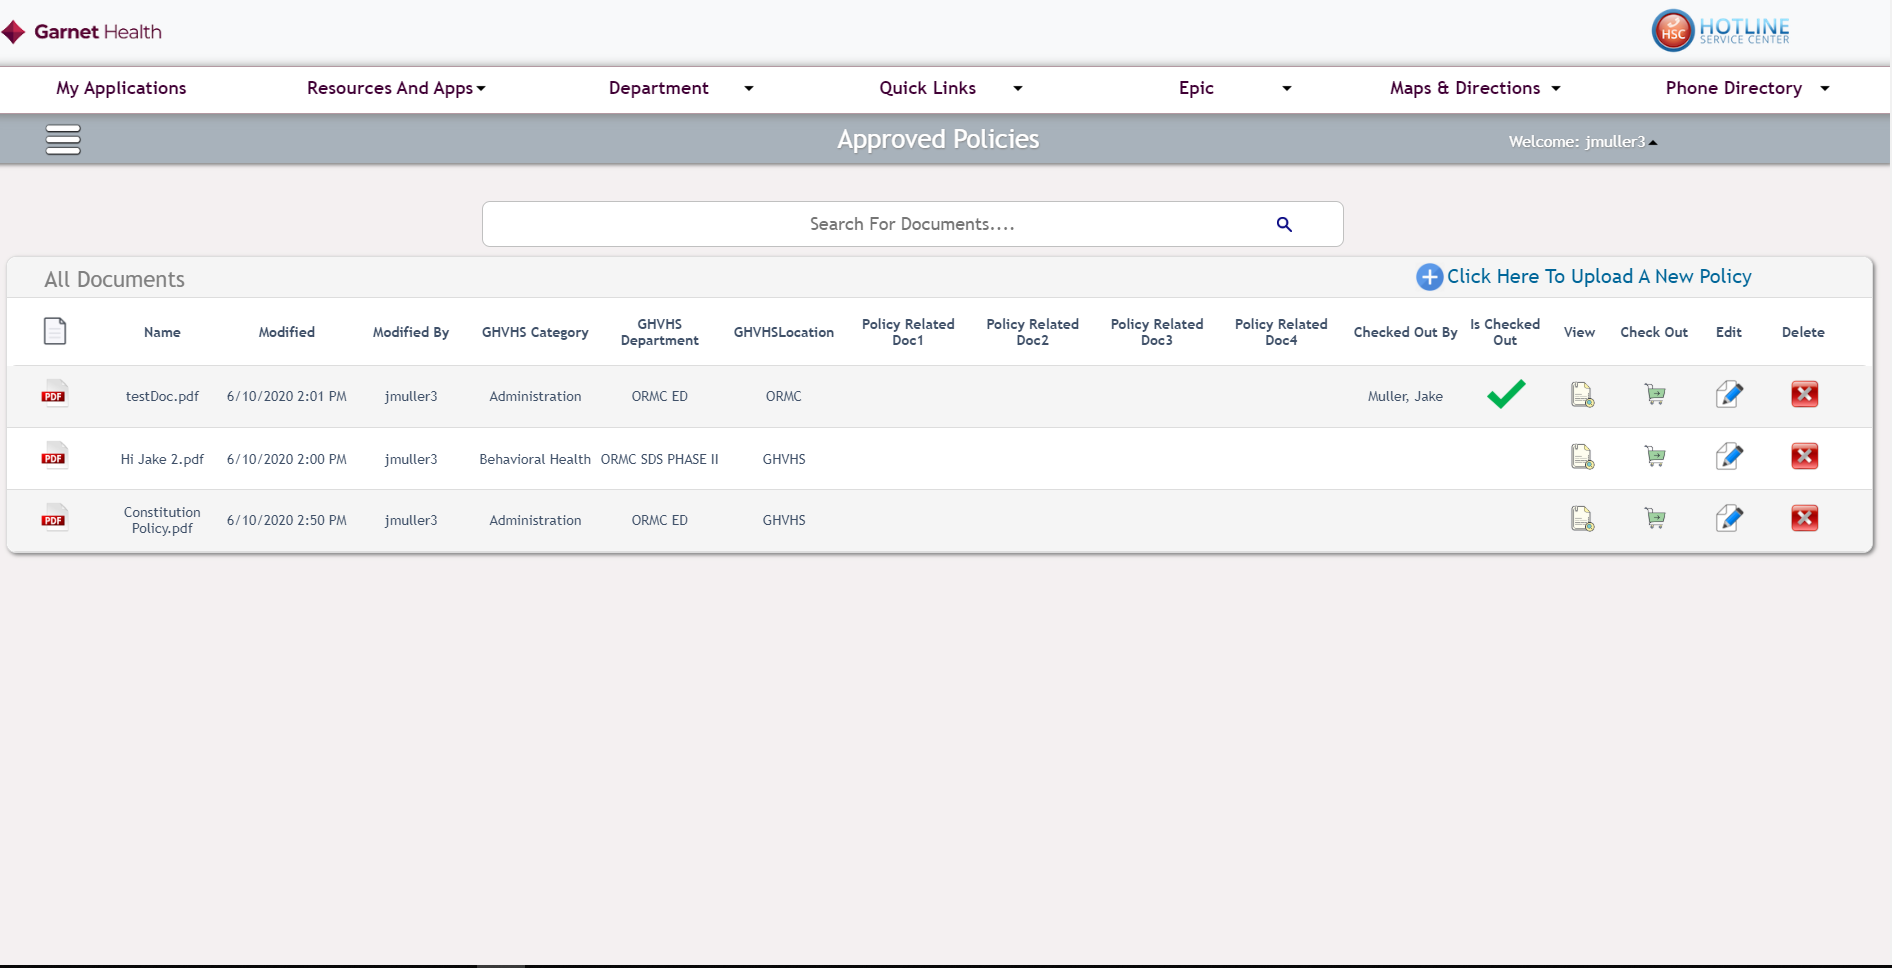 Garnet Health
HSC HOTLINE
SERVICE CENTER
My Applications Resources And Apps Department Quick Links Epic Maps & Directions Phone Directory
Approved Policies
Welcome: jmuller3
Search For Documents....
All Documents
Click Here To Upload A New Policy
Name Modified Modified By GHVHS Category GHVHS Department GHVHSLocation Policy Related Doc1 Policy Related Doc2 Policy Related Doc3 Policy Related Doc4 Checked Out By Is Checked Out View Check Out Edit Delete
PDF testDoc.pdf 6/10/2020 2:01 PM jmuller3 Administration ORMC ED ORMC Muller, Jake
PDF Hi Jake 2.pdf 6/10/2020 2:00 PM jmuller3 Behavioral Health ORMC SDS PHASE II GHVHS
PDF Constitution Policy.pdf 6/10/2020 2:50 PM jmuller3 Administration ORMC ED GHVHS